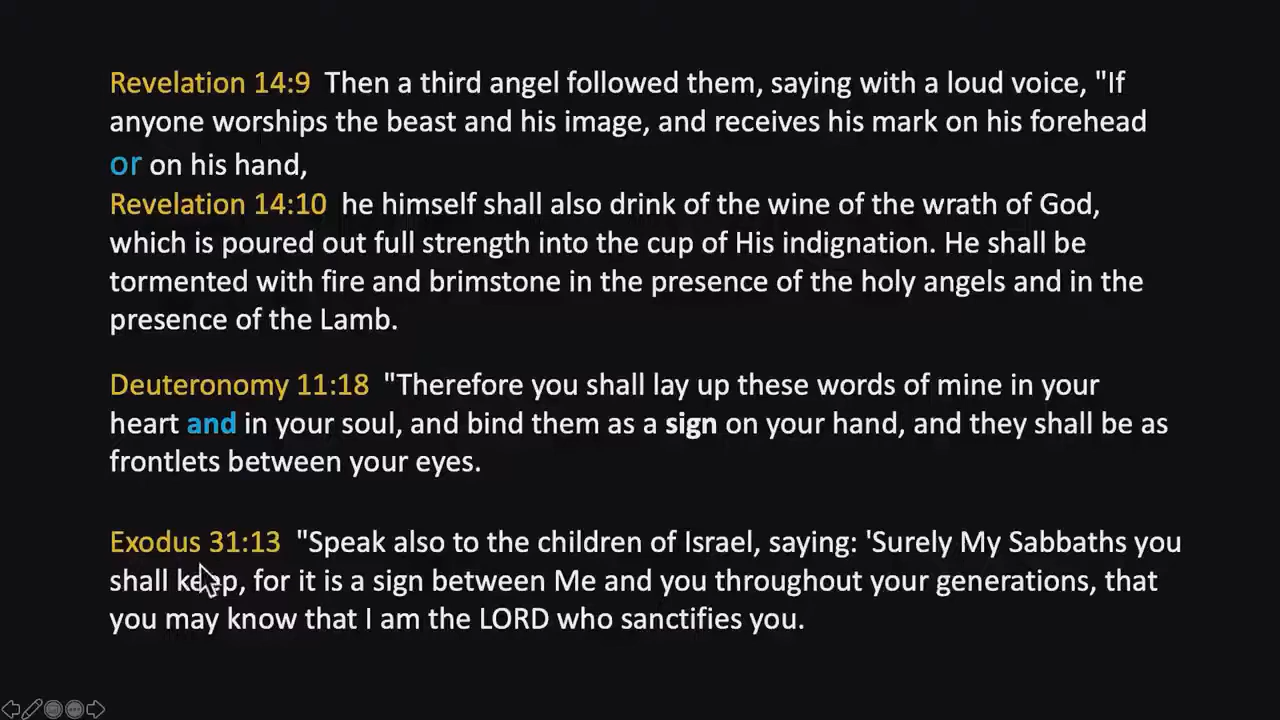 Revelation 14:9  Then a third angel followed them, saying with a loud voice, "If
anyone worships the beast and his image, and receives his mark on his forehead
or on his hand,
Revelation 14:10  he himself shall also drink of the wine of the wrath of God,
which is poured out full strength into the cup of His indignation. He shall be
tormented with fire and brimstone in the presence of the holy angels and in the
presence of the Lamb.
Deuteronomy 11:18  "Therefore you shall lay up these words of mine in your
heart and in your soul, and bind them as a sign on your hand, and they shall be as
frontlets between your eyes.
Exodus 31:13  "Speak also to the children of Israel, saying: 'Surely My Sabbaths you
shall keep, for it is a sign between Me and you throughout your generations, that
you may know that I am the LORD who sanctifies you.